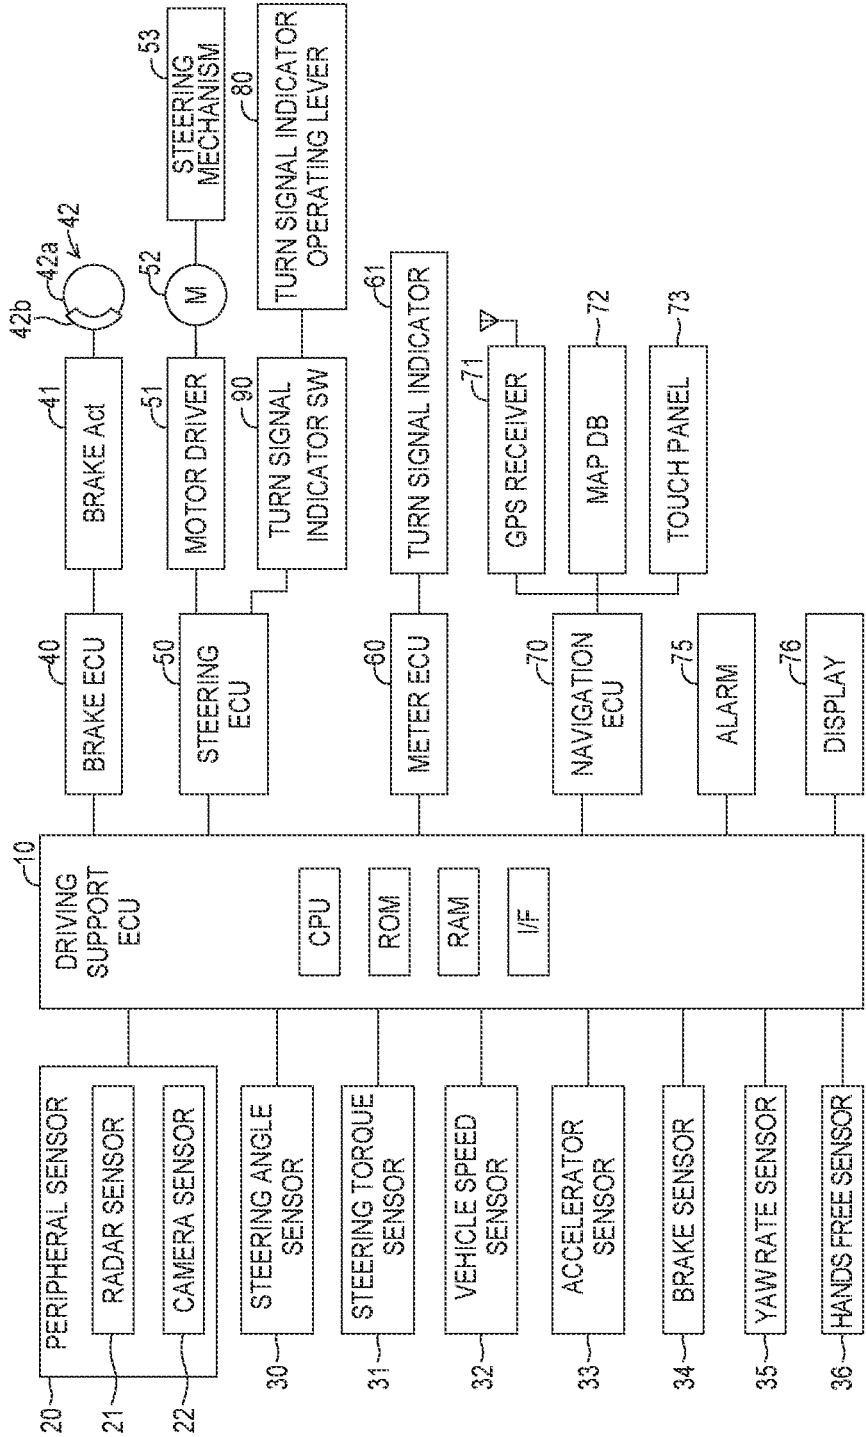 20
PERIPHERAL SENSOR
21
RADAR SENSOR
22
CAMERA SENSOR
30
STEERING ANGLE
SENSOR
31
STEERING TORQUE
SENSOR
32
VEHICLE SPEED
SENSOR
33
ACCELERATOR
SENSOR
34
BRAKE SENSOR
35
YAW RATE SENSOR
36
HANDS FREE SENSOR
10
DRIVING
SUPPORT
ECU
CPU
ROM
RAM
I/F
40
BRAKE ECU
41
BRAKE Act
42b
42a
42
50
STEERING
ECU
51
MOTOR DRIVER
52
M
53
STEERING
MECHANISM
90
TURN SIGNAL
INDICATOR SW
80
TURN SIGNAL INDICATOR
OPERATING LEVER
60
METER ECU
61
TURN SIGNAL INDICATOR
70
NAVIGATION
ECU
71
GPS RECEIVER
MAP DB
72
TOUCH PANEL
73
75
ALARM
76
DISPLAY